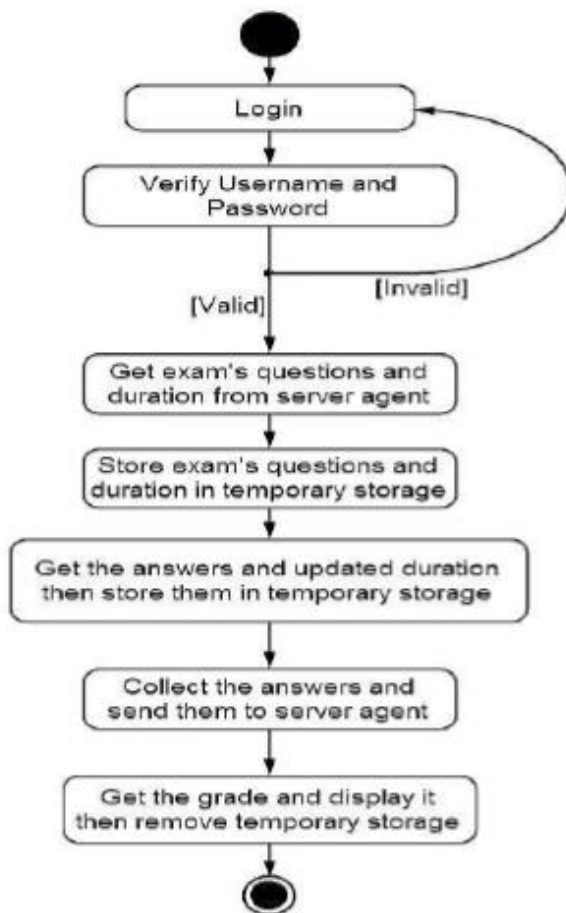 Login
Verify Username and
Password
[Invalid]
[Valid]
Get exam's questions and
duration from server agent
Store exam's questions and
duration in temporary storage
Get the answers and updated duration
then store them in temporary storage
Collect the answers and
send them to server agent
Get the grade and display it
then remove temporary storage